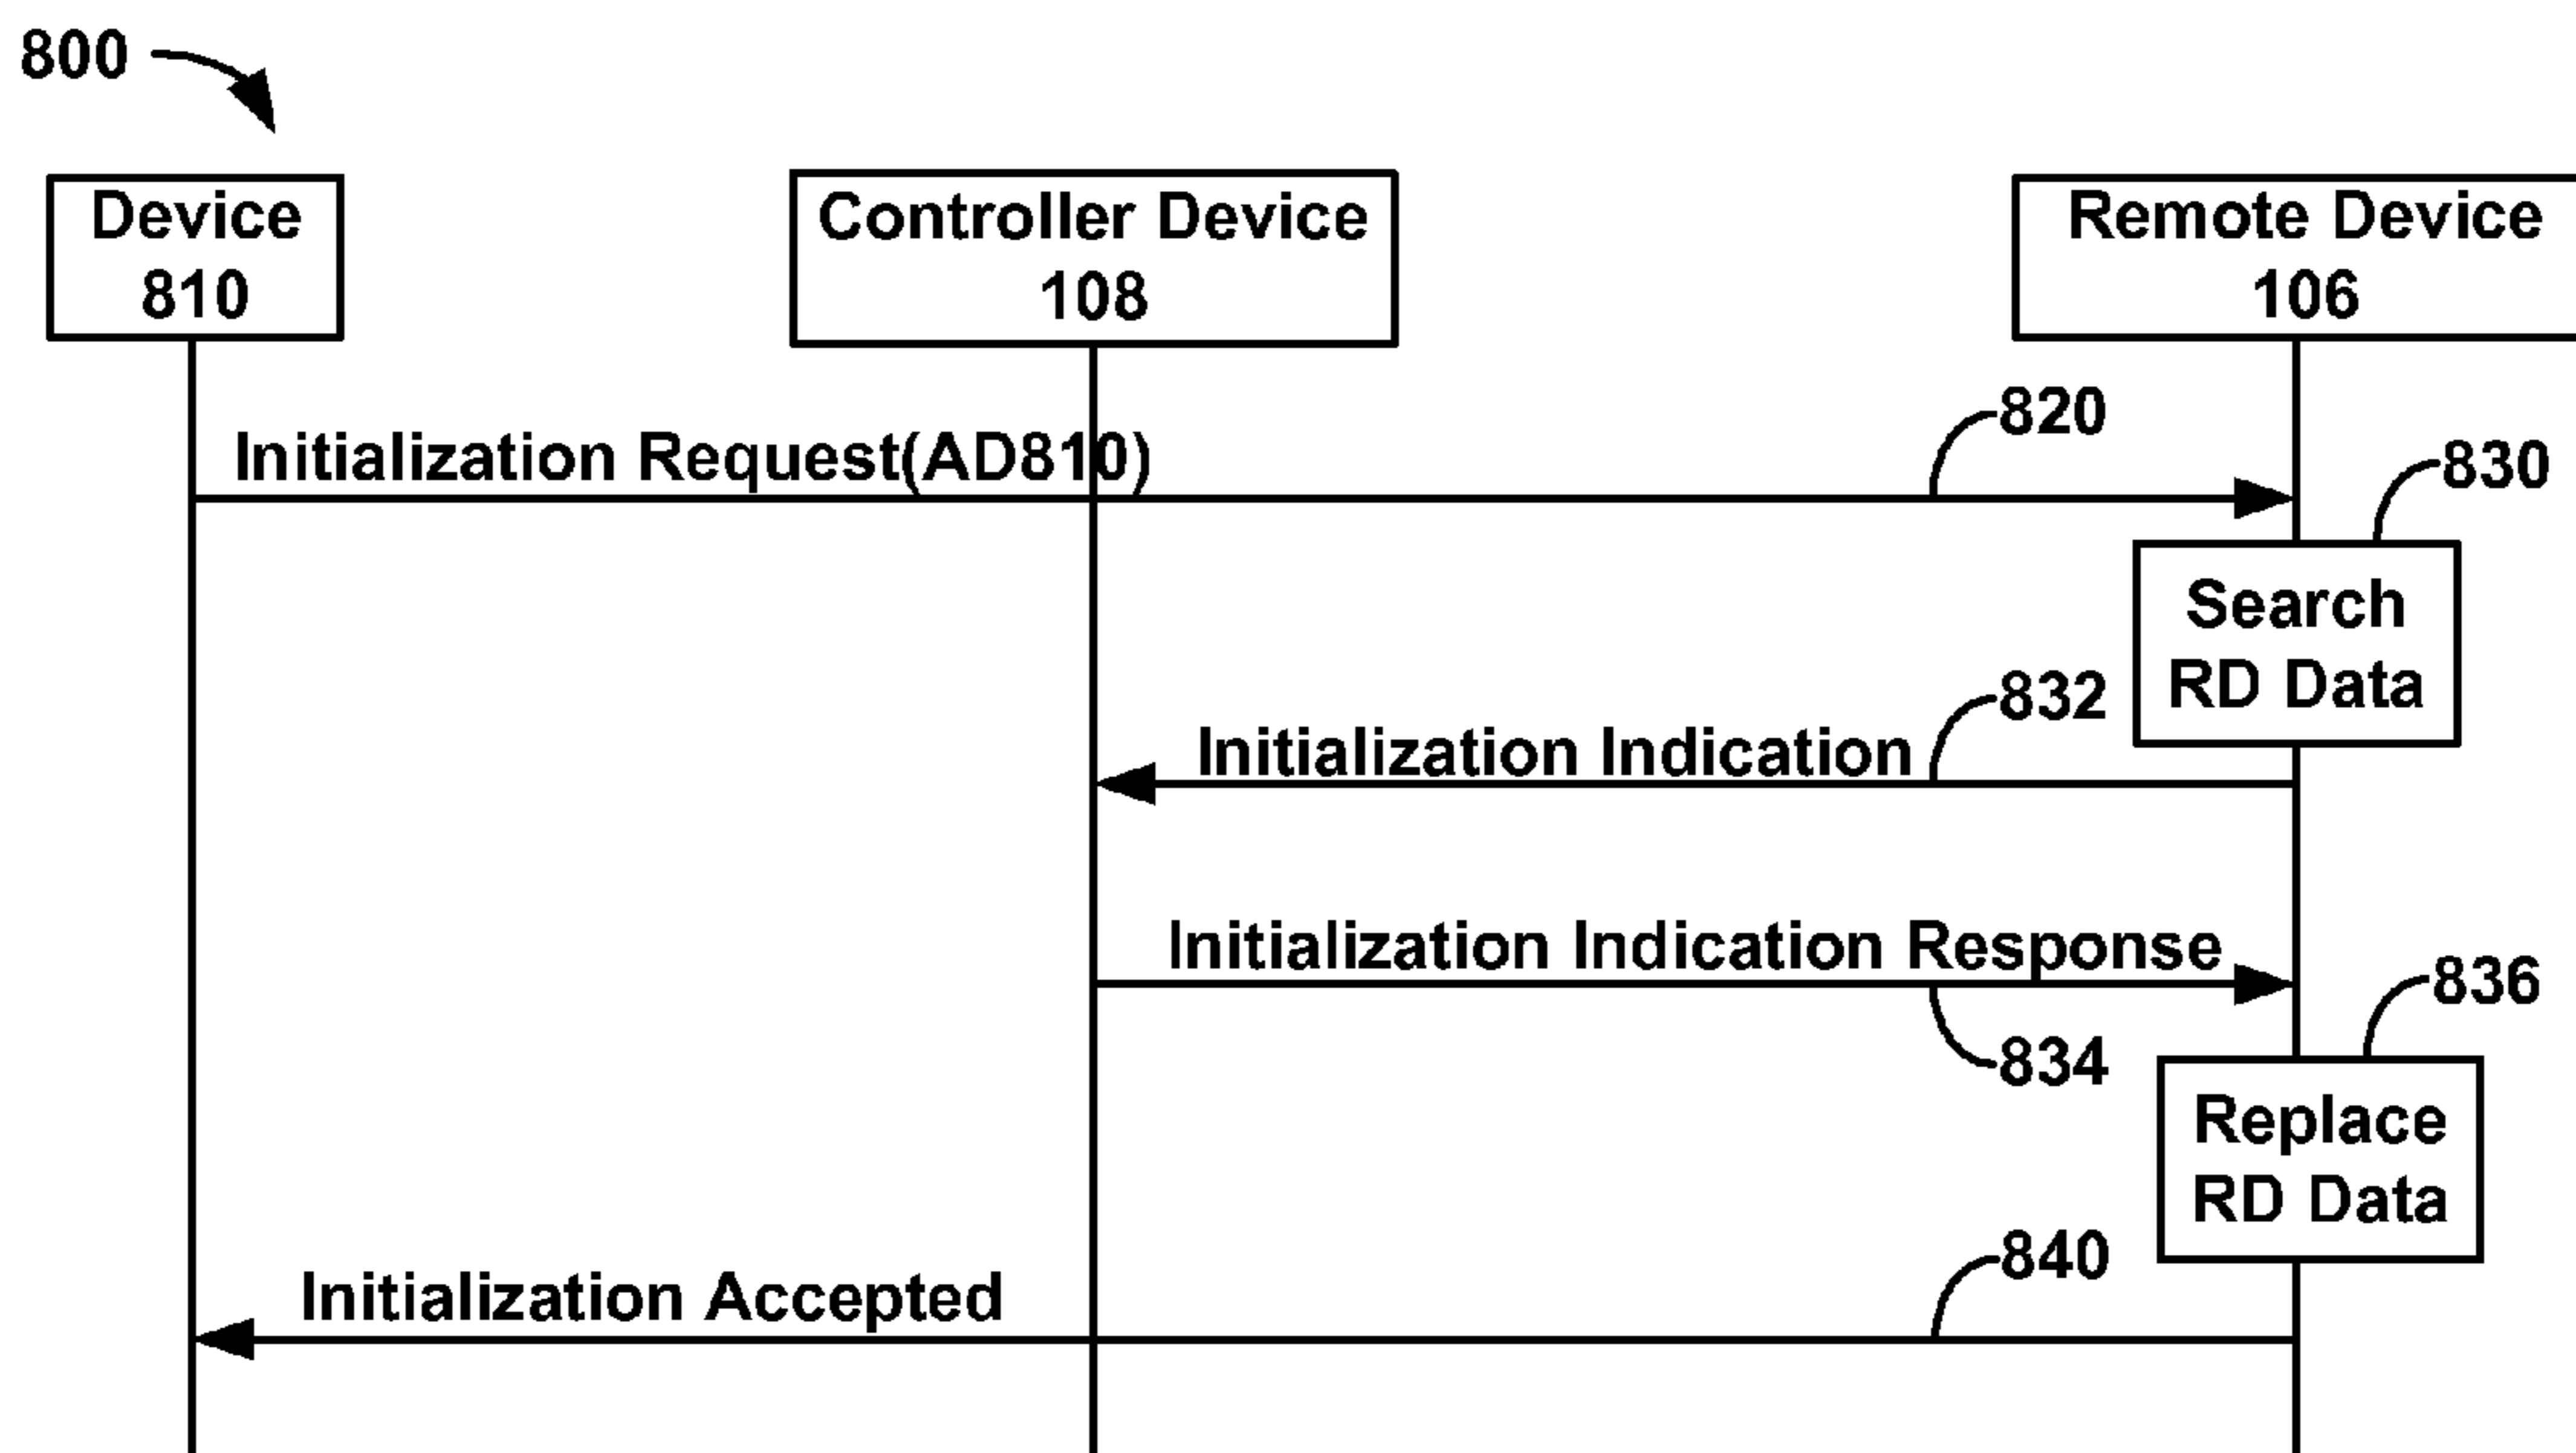 800
Device
810
Controller Device
108
Remote Device
106
820
Initialization Request(AD810)
830
Search
RD Data
832
Initialization Indication
Initialization Indication Response
836
834
Replace
RD Data
840
Initialization Accepted